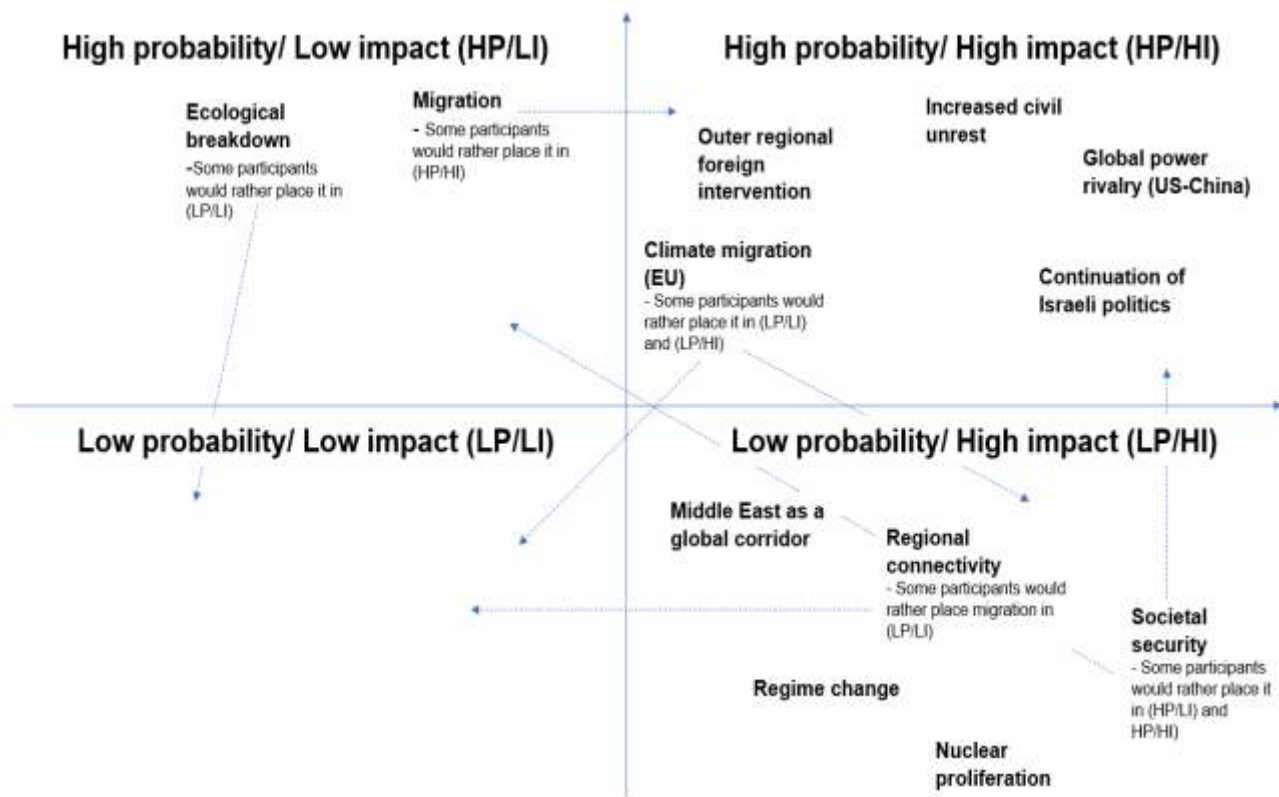 High probability/ Low impact (HP/LI)
Ecological
breakdown
-Some participants
would rather place it in
(LP/LI)
Migration
- Some participants
would rather place it in
(HP/HI)
High probability/ High impact (HP/HI)
Outer regional
foreign
intervention
Increased civil
unrest
Global power
rivalry (US-China)
Climate migration
(EU)
- Some participants would
rather place it in (LP/LI)
and (LP/HI)
Continuation of
Israeli politics
Low probability/ Low impact (LP/LI)
Low probability/ High impact (LP/HI)
Middle East as a
global corridor
Regional
connectivity
- Some participants would
rather place migration in
(LP/LI)
Societal
security
- Some participants
would rather place it
in (HP/LI) and
HP/HI)
Regime change
Nuclear
proliferation